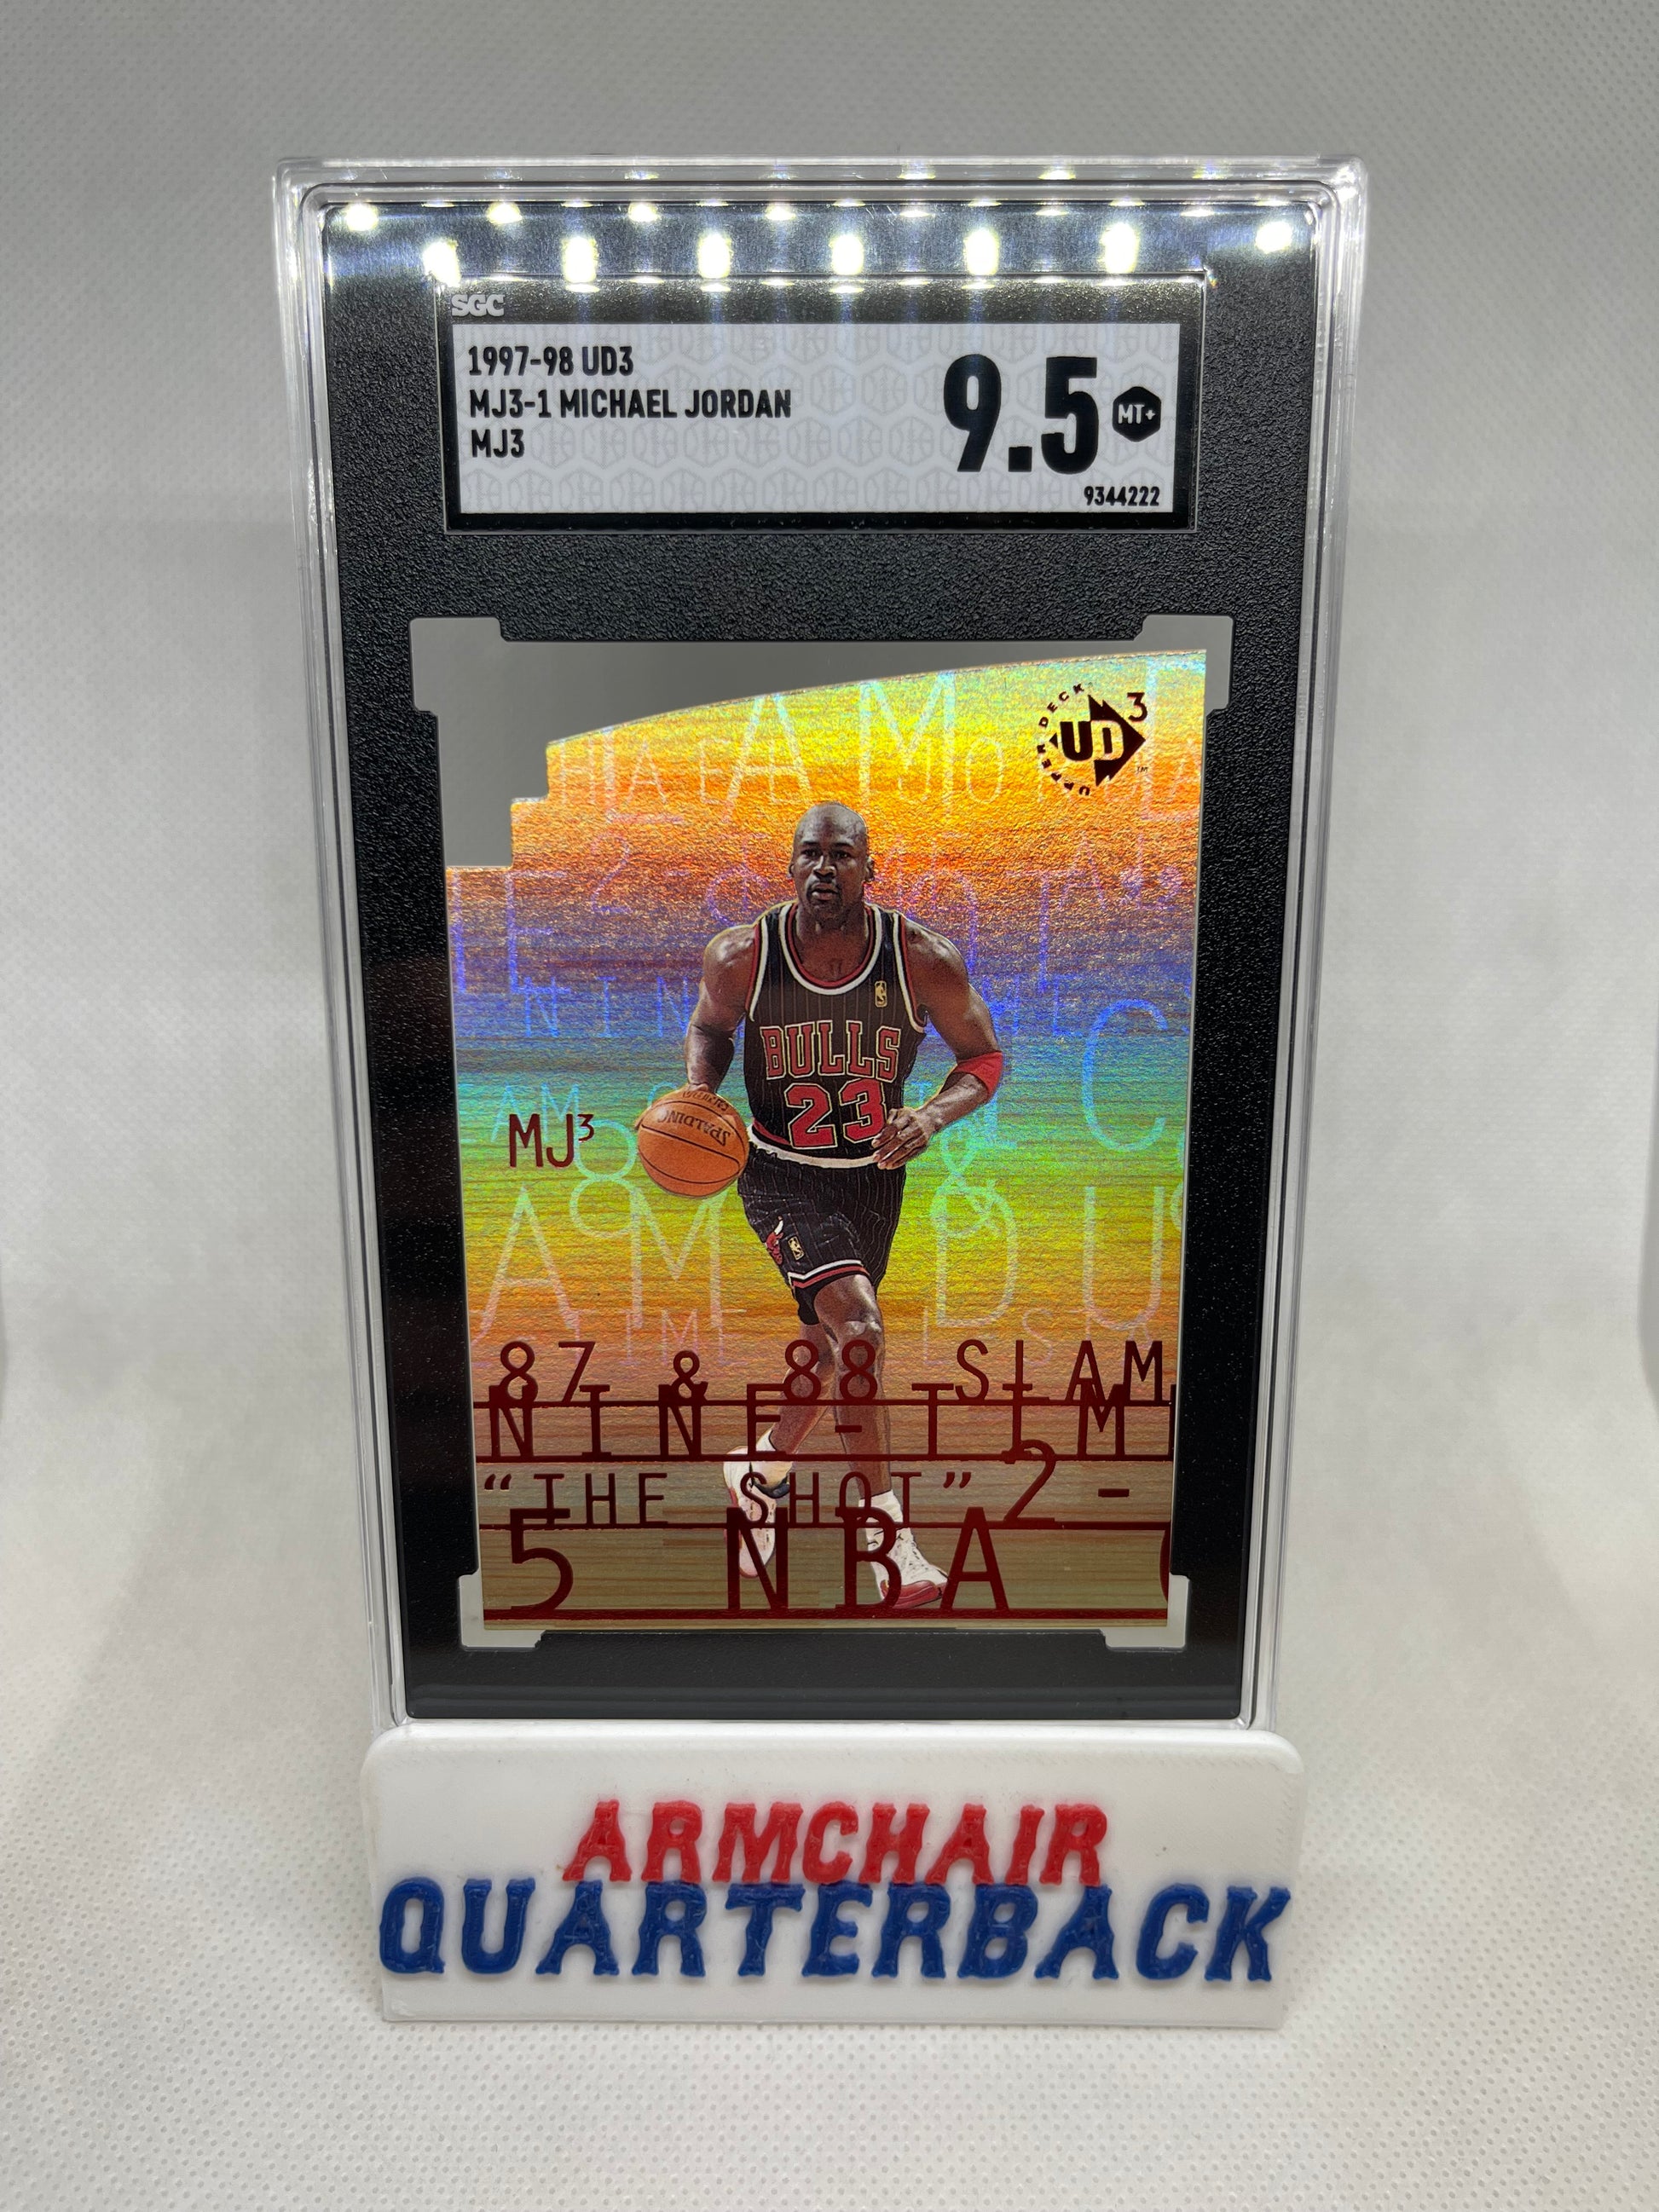 SGC
1997-98 UD3
MJ3-1 MICHAEL JORDAN
MJ3
9.5
MT+
9344222
UPPER DECK
UD3
TM
BULLS
23
SPALDING
MJ3
87 & 88 SLAM
NINE-TIM
"THE SHOT" 2-
5 NBA
ARMCHAIR
QUARTERBACK